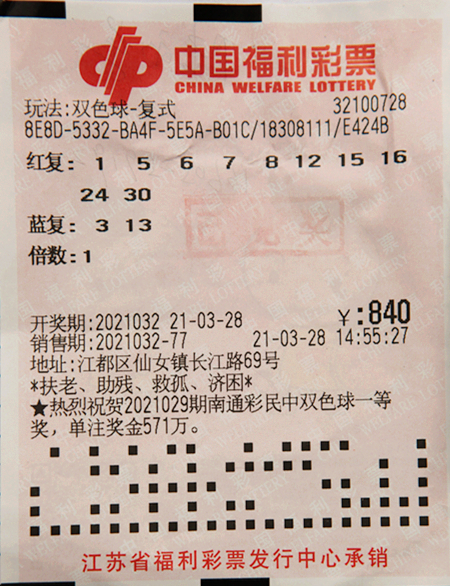 中国福利彩票
CHINA WELFARE LOTTERY
玩法:双色球-复式 32100728
8E8D-5332-BA4F-5E5A-B01C/18308111/E424B
红复: 1 5 6 7 8 12 15 16
24 30
蓝复: 3 13
倍数:1
开奖期:2021032 21-03-28 ¥:840
销售期:2021032-77 21-03-28 14:55:27
地址:江都区仙女镇长江路69号
*扶老、助残、救孤、济困*
★热烈祝贺2021029期南通彩民中双色球一等
奖，单注奖金571万。
江苏省福利彩票发行中心承销